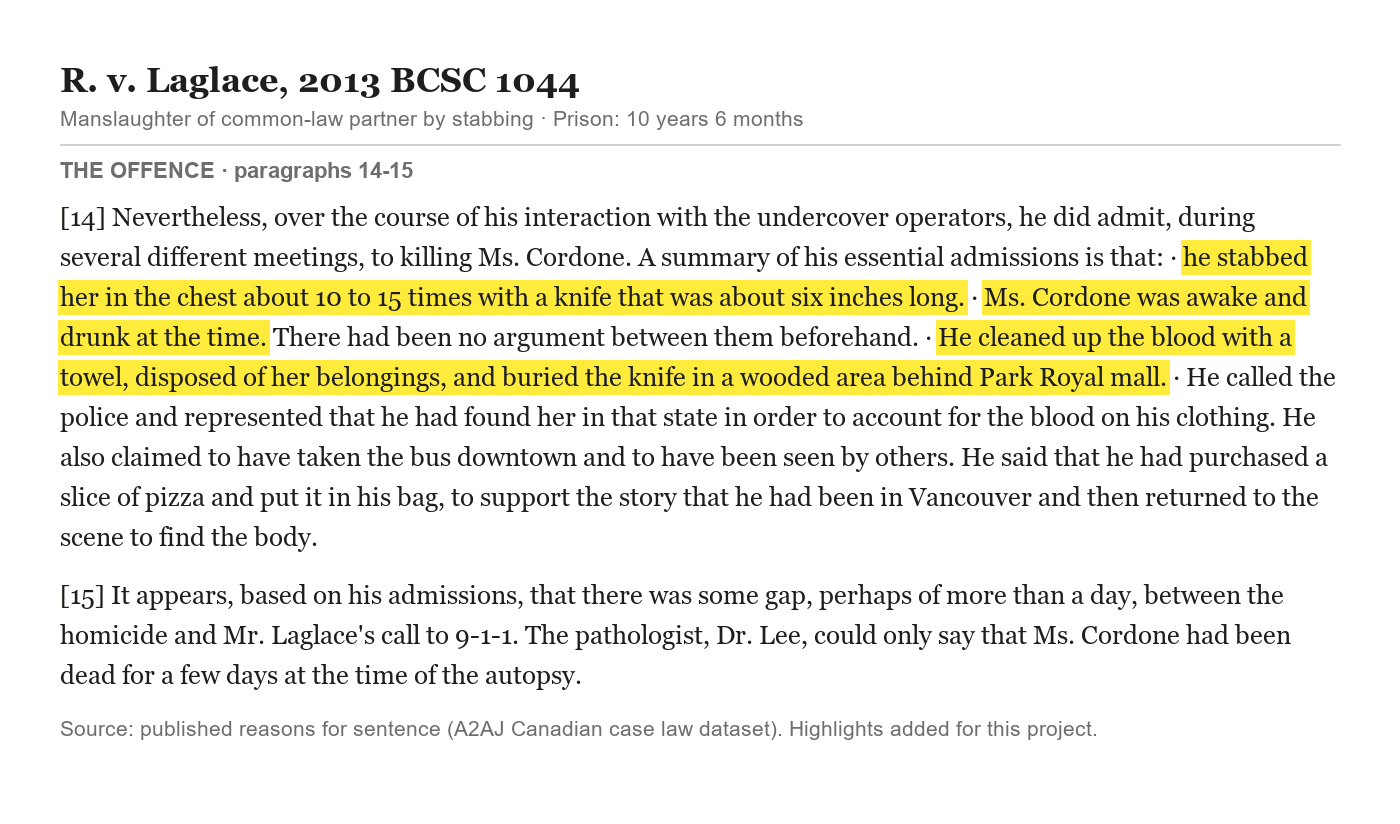 R. v. Laglace, 2013 BCSC 1044
Manslaughter of common-law partner by stabbing · Prison: 10 years 6 months
THE OFFENCE · paragraphs 14-15
[14] Nevertheless, over the course of his interaction with the undercover operators, he did admit, during
several different meetings, to killing Ms. Cordone. A summary of his essential admissions is that: · he stabbed
her in the chest about 10 to 15 times with a knife that was about six inches long. · Ms. Cordone was awake and
drunk at the time. There had been no argument between them beforehand. · He cleaned up the blood with a
towel, disposed of her belongings, and buried the knife in a wooded area behind Park Royal mall. · He called the
police and represented that he had found her in that state in order to account for the blood on his clothing. He
also claimed to have taken the bus downtown and to have been seen by others. He said that he had purchased a
slice of pizza and put it in his bag, to support the story that he had been in Vancouver and then returned to the
scene to find the body.
[15] It appears, based on his admissions, that there was some gap, perhaps of more than a day, between the
homicide and Mr. Laglace's call to 9-1-1. The pathologist, Dr. Lee, could only say that Ms. Cordone had been
dead for a few days at the time of the autopsy.
Source: published reasons for sentence (A2AJ Canadian case law dataset). Highlights added for this project.